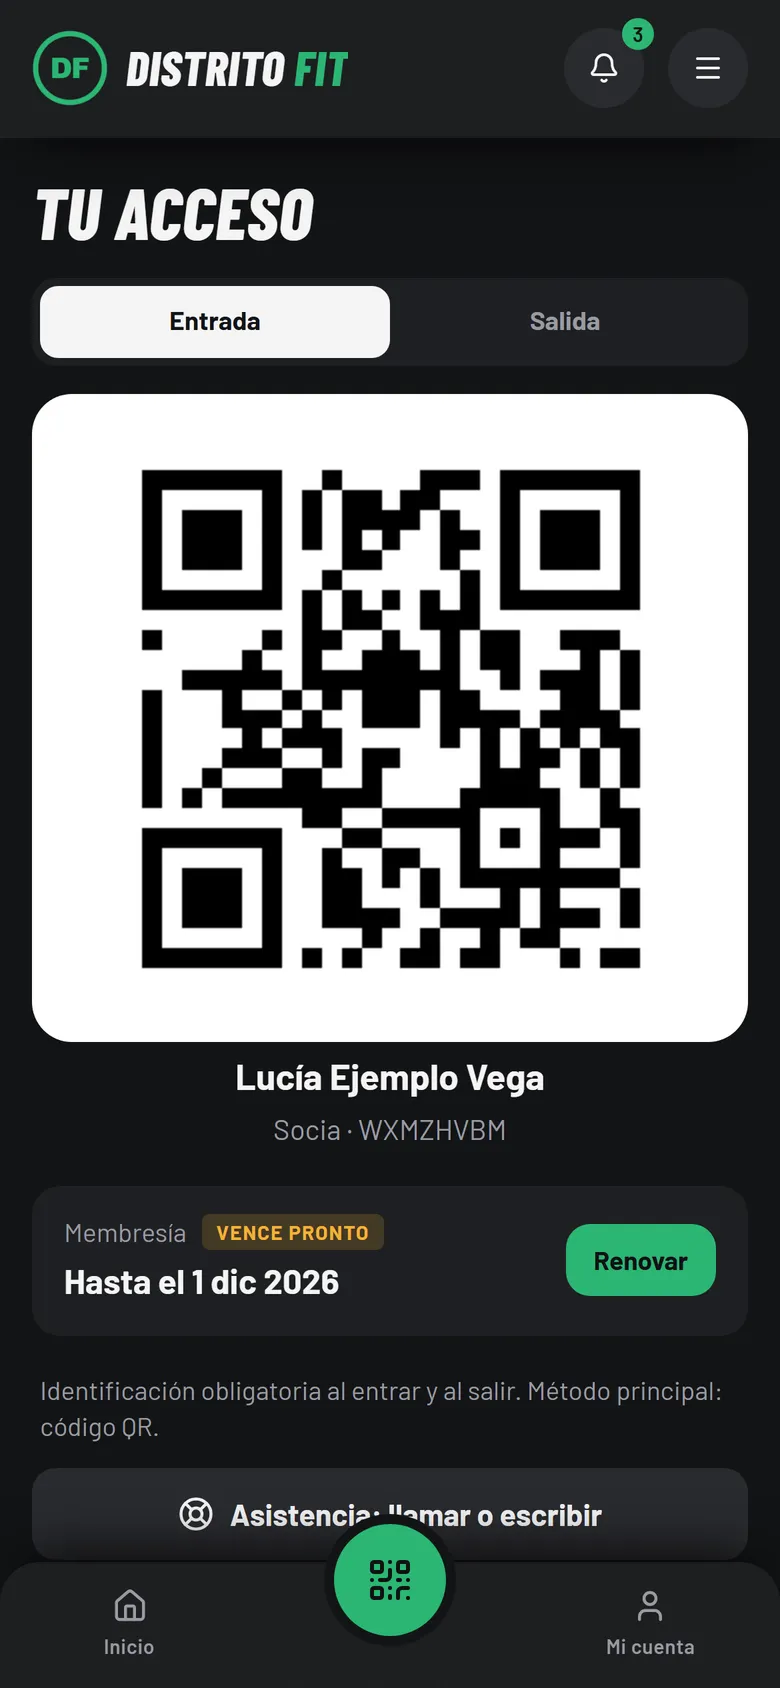 DF
DISTRITO FIT
3
TU ACCESO
Entrada
Salida
Lucía Ejemplo Vega
Socia · WXMZHVBM
Membresía
VENCE PRONTO
Hasta el 1 dic 2026
Renovar
Identificación obligatoria al entrar y al salir. Método principal:
código QR.
Asistencia: llamar o escribir
Inicio
Mi cuenta